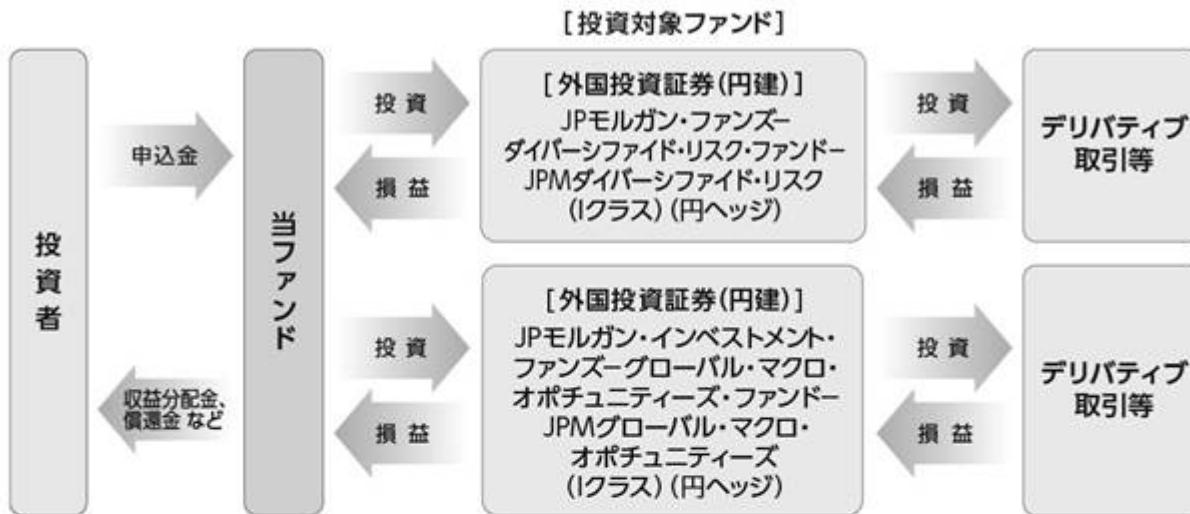 [投資対象ファンド]
投資者
申込金
収益分配金、
償還金 など
当ファンド
投資
損益
[外国投資証券(円建)]
JPモルガン・ファンズー
ダイバーシファイド・リスク・ファンドー
JPMダイバーシファイド・リスク
(Iクラス)(円ヘッジ)
投資
損益
デリバティブ
取引等
投資
損益
[外国投資証券(円建)]
JPモルガン・インベストメント・
ファンズーグローバル・マクロ・
オポチュニティーズ・ファンドー
JPMグローバル・マクロ・
オポチュニティーズ
(Iクラス)(円ヘッジ)
投資
損益
デリバティブ
取引等